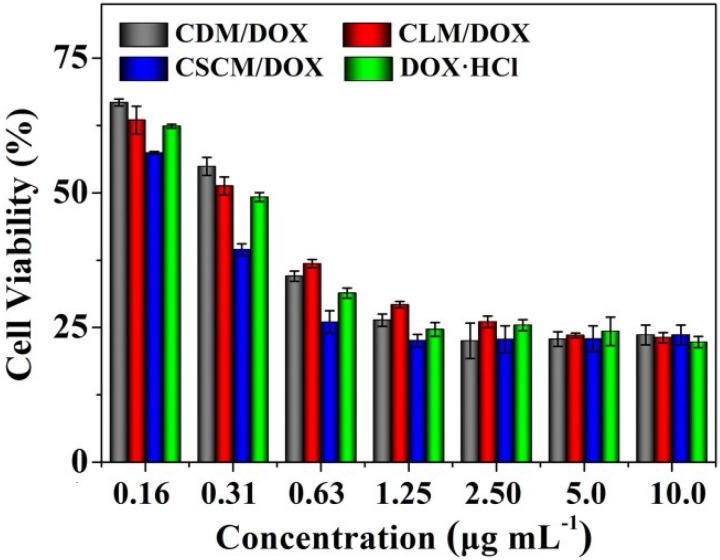 CDM/DOX CLM/DOX
CSCM/DOX DOX·HCl
Cell Viability (%)
75
50
25
0
0.16 0.31 0.63 1.25 2.50 5.0 10.0
Concentration (μg mL⁻¹)